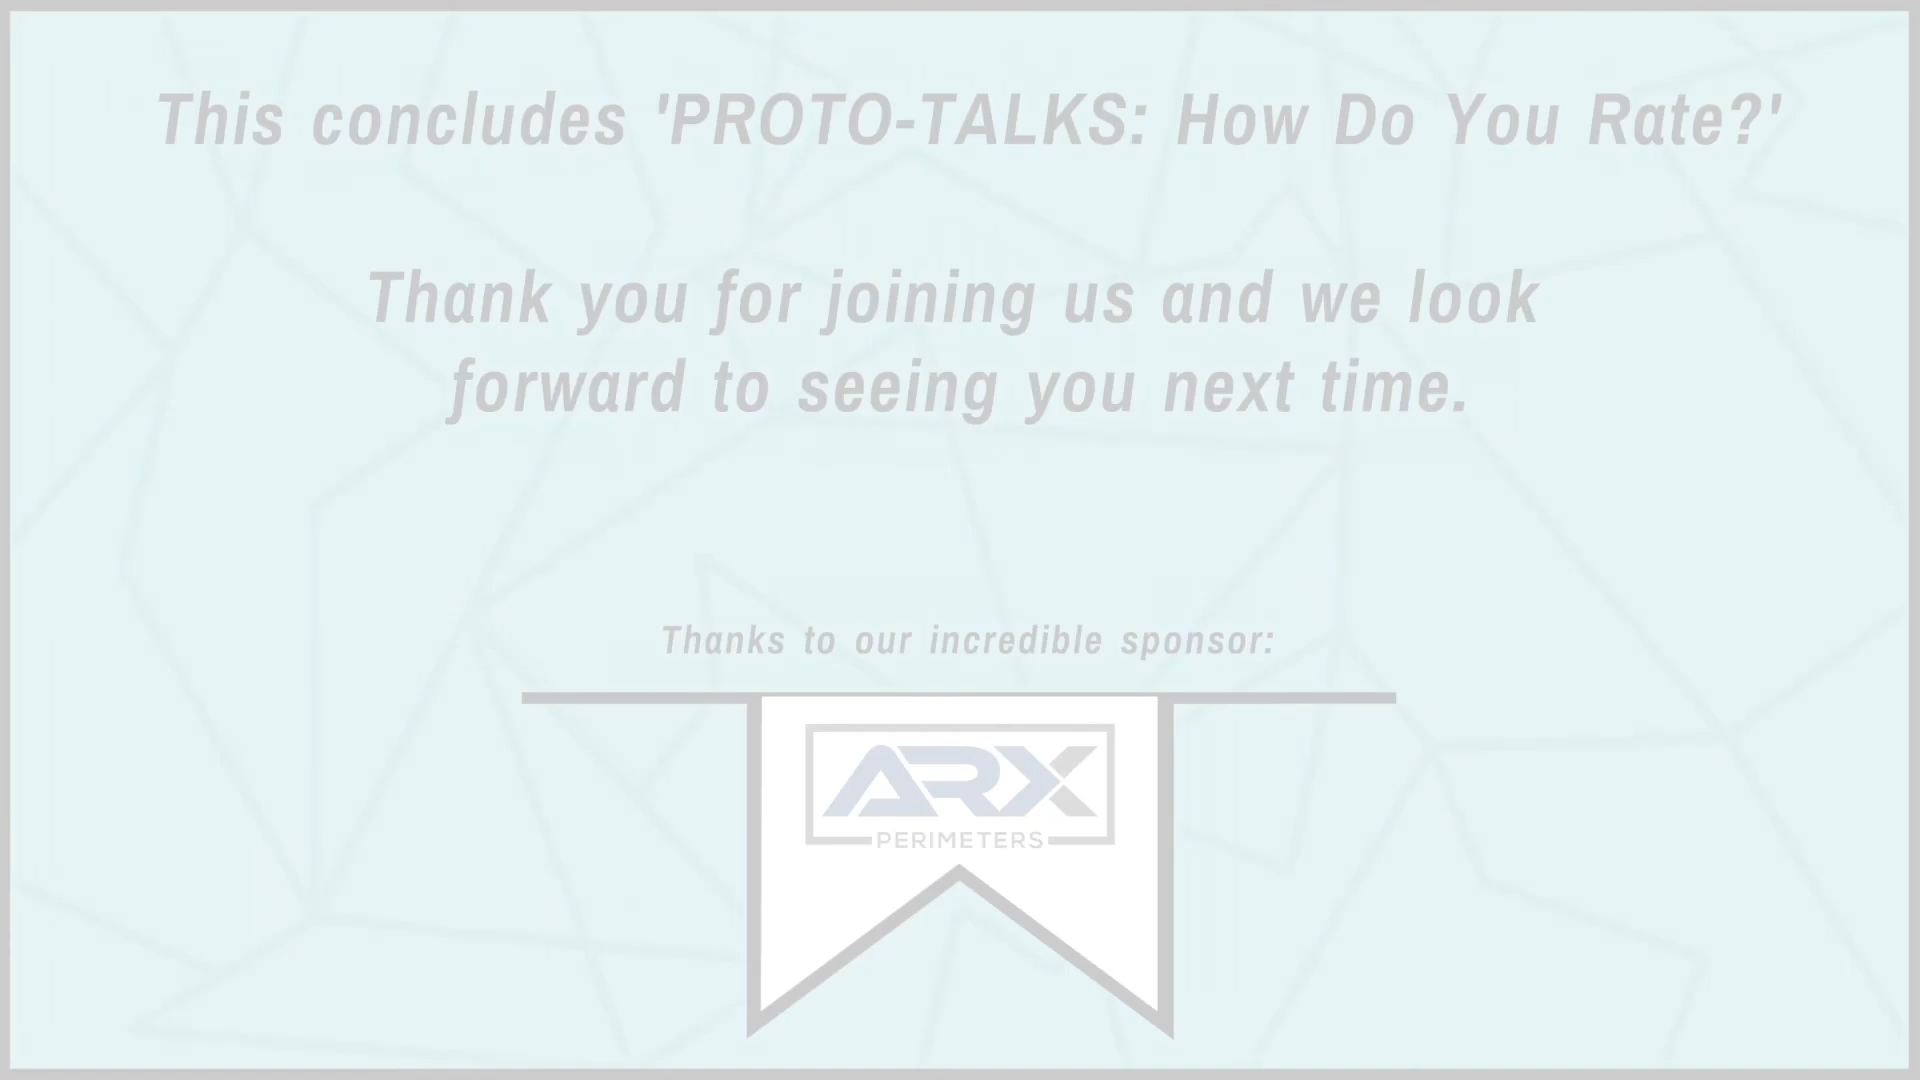 This concludes 'PROTO-TALKS: How Do You Rate?'
Thank you for joining us and we look
forward to seeing you next time.
Thanks to our incredible sponsor:
ARX
PERIMETERS